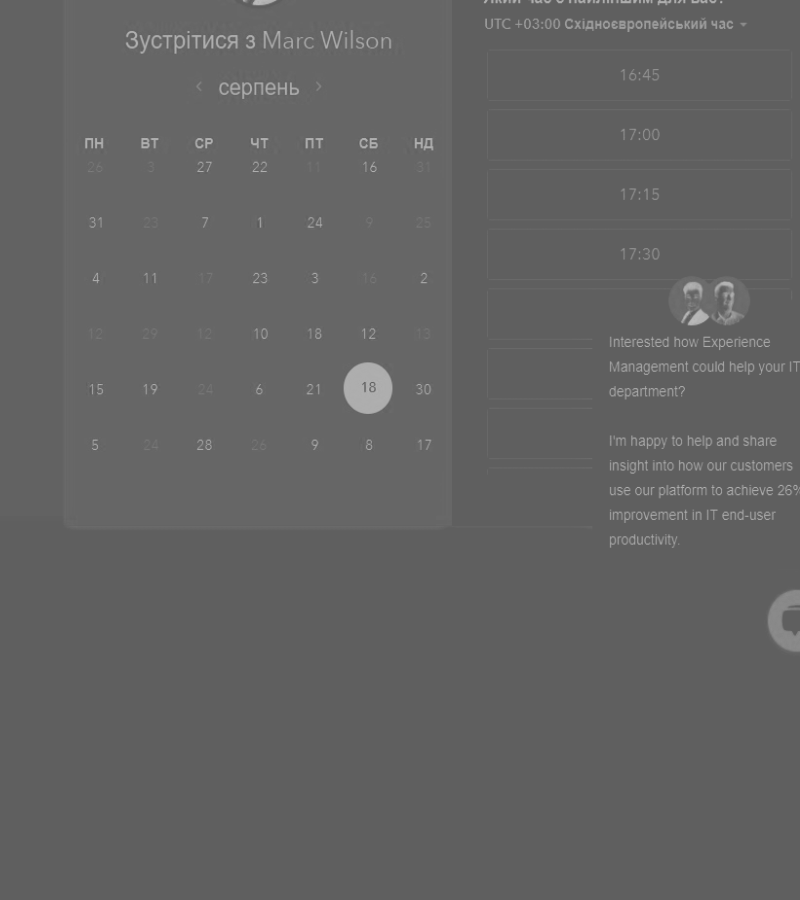 UTC +03:00 Східноєвропейський час
Зустрітися з Marc Wilson
серпень
ПН ВТ СР ЧТ ПТ СБ НД
26 3 27 22 11 16 31
31 23 7 1 24 9 25
4 11 17 23 3 16 2
12 29 12 10 18 12 13
15 19 24 6 21 18 30
5 24 28 26 9 8 17
16:45
17:00
17:15
17:30
Interested how Experience
Management could help your IT
department?
I'm happy to help and share
insight into how our customers
use our platform to achieve 26%
improvement in IT end-user
productivity.